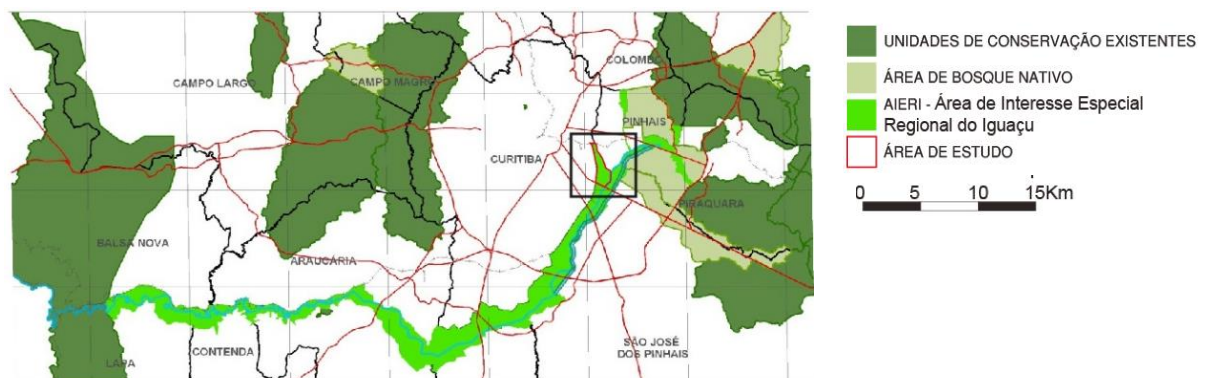 COLOMBO
CAMPO LARGO
CAMPO MAGRO
PINHAIS
CURITIBA
PIRAQUARA
BALSA NOVA
ARAUCÁRIA
SÃO JOSÉ
DOS PINHAIS
CONTENDA
LAPA
UNIDADES DE CONSERVAÇÃO EXISTENTES
ÁREA DE BOSQUE NATIVO
AIERI - Área de Interesse Especial
Regional do Iguaçu
ÁREA DE ESTUDO
0 5 10 15Km